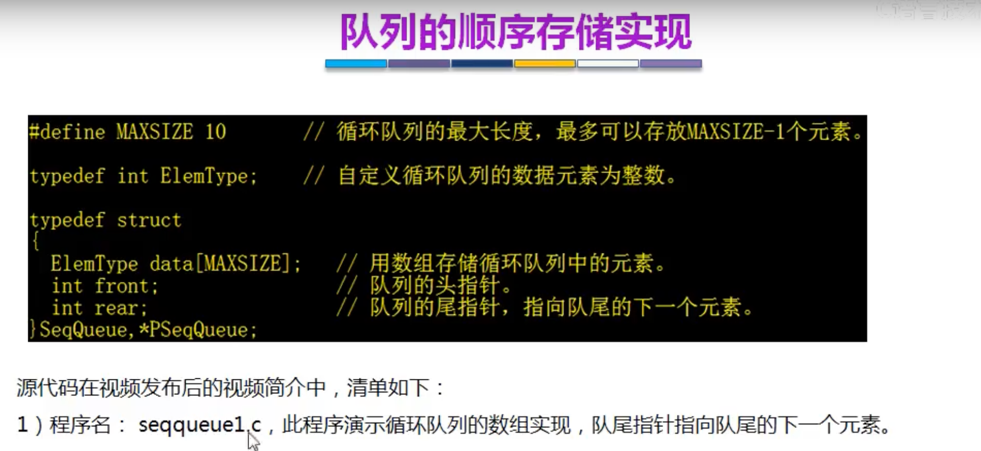 队列的顺序存储实现
#define MAXSIZE 10 // 循环队列的最大长度，最多可以存放MAXSIZE-1个元素。
typedef int ElemType; // 自定义循环队列的数据元素为整数。
typedef struct
{
ElemType data[MAXSIZE]; // 用数组存储循环队列中的元素。
int front; // 队列的头指针。
int rear; // 队列的尾指针，指向队尾的下一个元素。
}SeqQueue,*PSeqQueue;
源代码在视频发布后的视频简介中，清单如下：
1）程序名： seqqueue1.c，此程序演示循环队列的数组实现，队尾指针指向队尾的下一个元素。